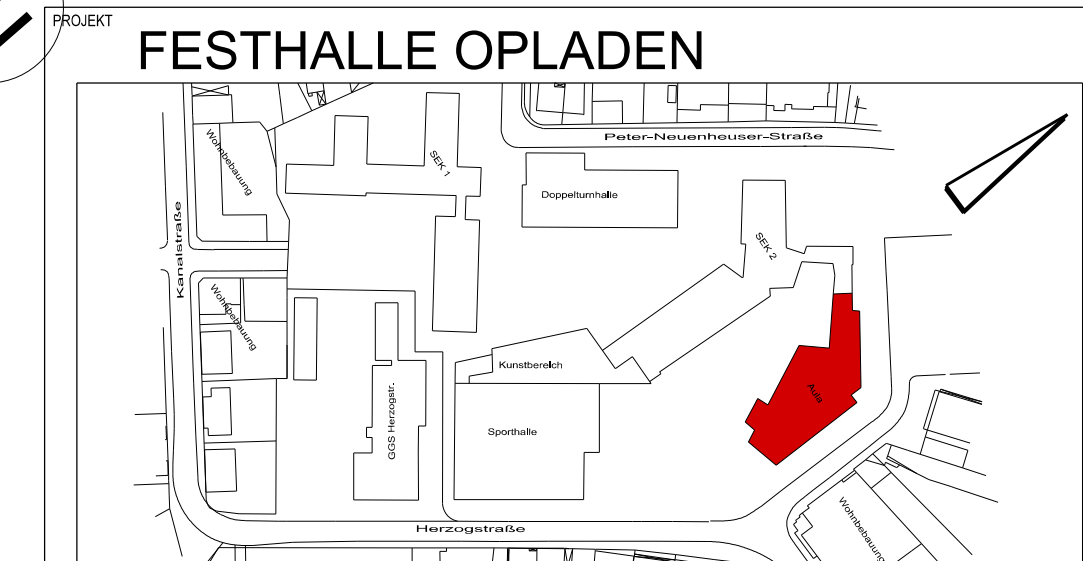 PROJEKT
FESTHALLE OPLADEN
Peter-Neuenheuser-Straße
Wohnbebauung
SEK 1
Doppelturnhalle
Kanalstraße
SEK 2
Wohnbebauung
Kunstbereich
Aula
GGS Herzogstr.
Sporthalle
Herzogstraße
Wohnbebauung